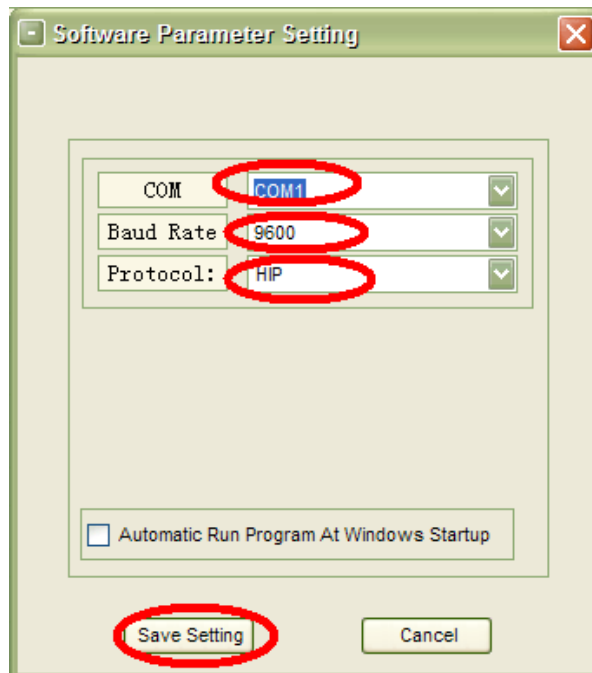 Software Parameter Setting
COM COM1
Baud Rate 9600
Protocol: HIP
Automatic Run Program At Windows Startup
Save Setting Cancel